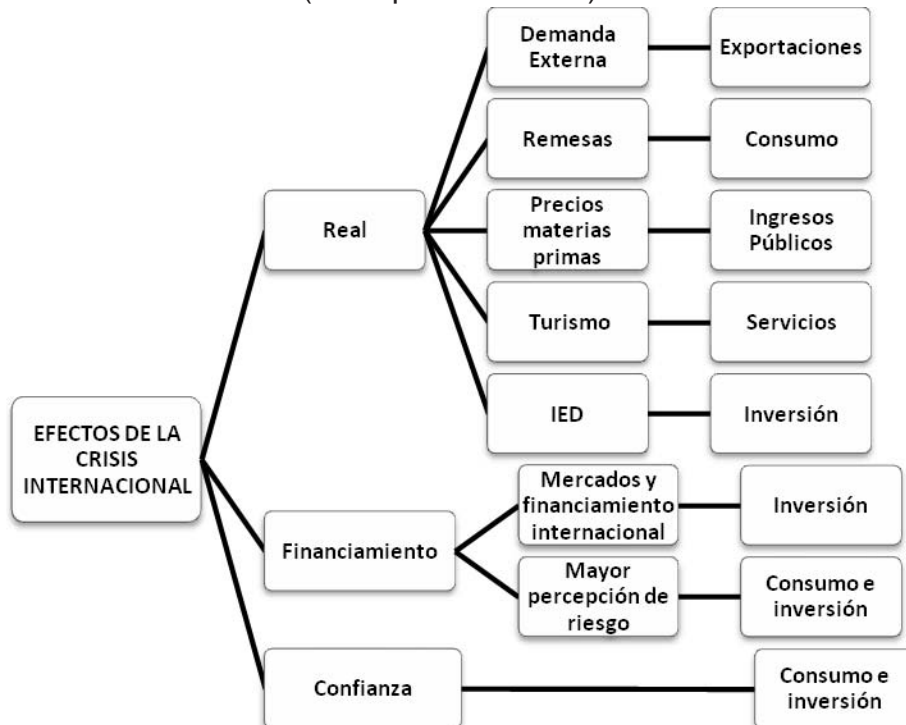 Demanda
Externa
Exportaciones
Remesas
Consumo
Precios
materias
primas
Ingresos
Públicos
Real
Turismo
Servicios
IED
Inversión
EFECTOS DE LA
CRISIS
INTERNACIONAL
Mercados y
financiamiento
internacional
Inversión
Financiamiento
Mayor
percepción de
riesgo
Consumo e
inversión
Confianza
Consumo e
inversión